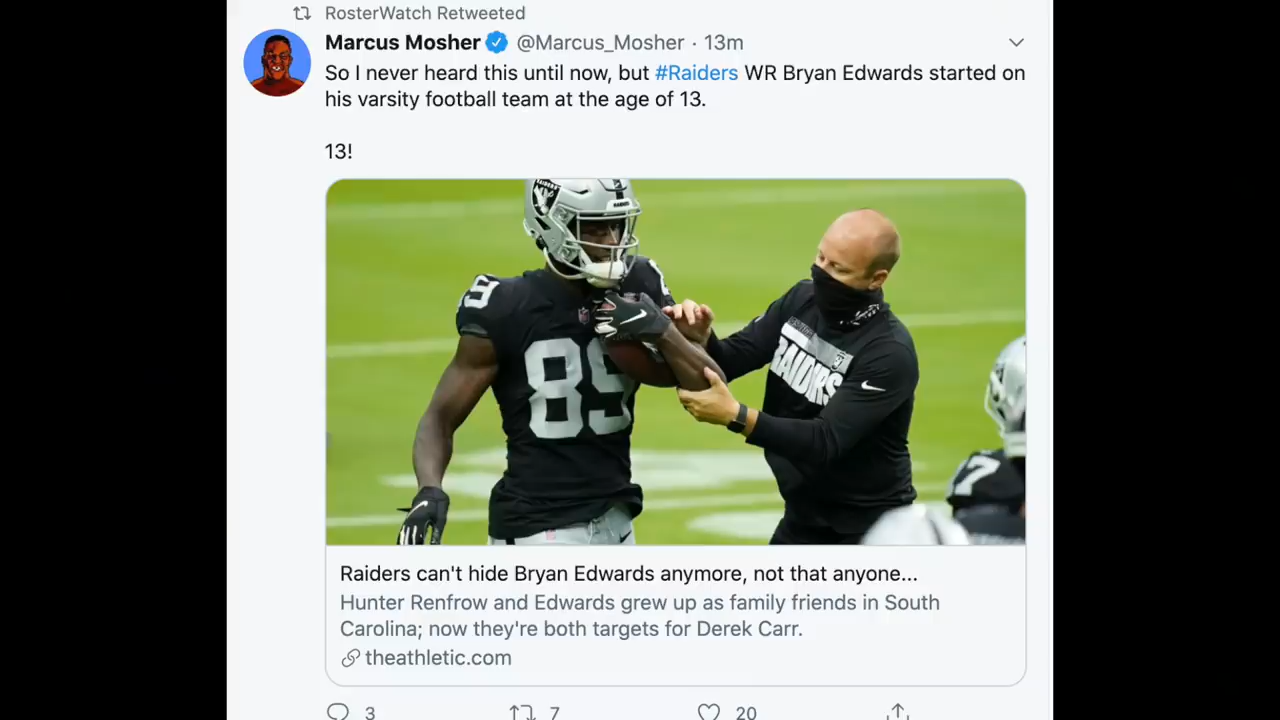 RosterWatch Retweeted
Marcus Mosher @Marcus_Mosher · 13m
So I never heard this until now, but #Raiders WR Bryan Edwards started on
his varsity football team at the age of 13.
13!
RAIDERS
89
89
RAIDERS
7
Raiders can't hide Bryan Edwards anymore, not that anyone...
Hunter Renfrow and Edwards grew up as family friends in South
Carolina; now they're both targets for Derek Carr.
theathletic.com
3 7 20